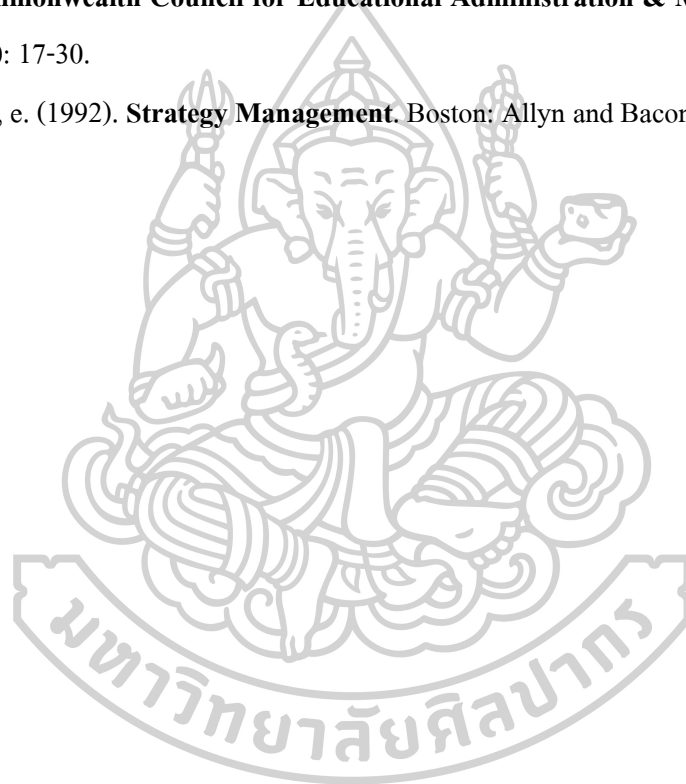 mmonwealth Council for Educational Administration & M
): 17-30.
, e. (1992). Strategy Management. Boston: Allyn and Bacon
มหาวิทยาลัยศิลปากร